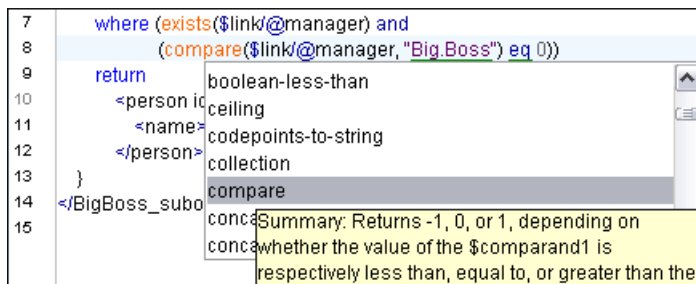 7 where (exists($link/@manager) and
8 (compare($link/@manager, "Big.Boss") eq 0))
9 return
10 <person id
11 <name>
12 </person>
13 }
14 </BigBoss_subo
15
boolean-less-than
ceiling
codepoints-to-string
collection
compare
conca
conca
Summary: Returns -1, 0, or 1, depending on
whether the value of the $comparand1 is
respectively less than, equal to, or greater than the